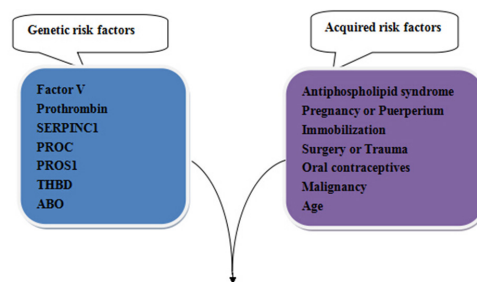 Genetic risk factors
Factor V
Prothrombin
SERPINC1
PROC
PROS1
THBD
ABO
Acquired risk factors
Antiphospholipid syndrome
Pregnancy or Puerperium
Immobilization
Surgery or Trauma
Oral contraceptives
Malignancy
Age